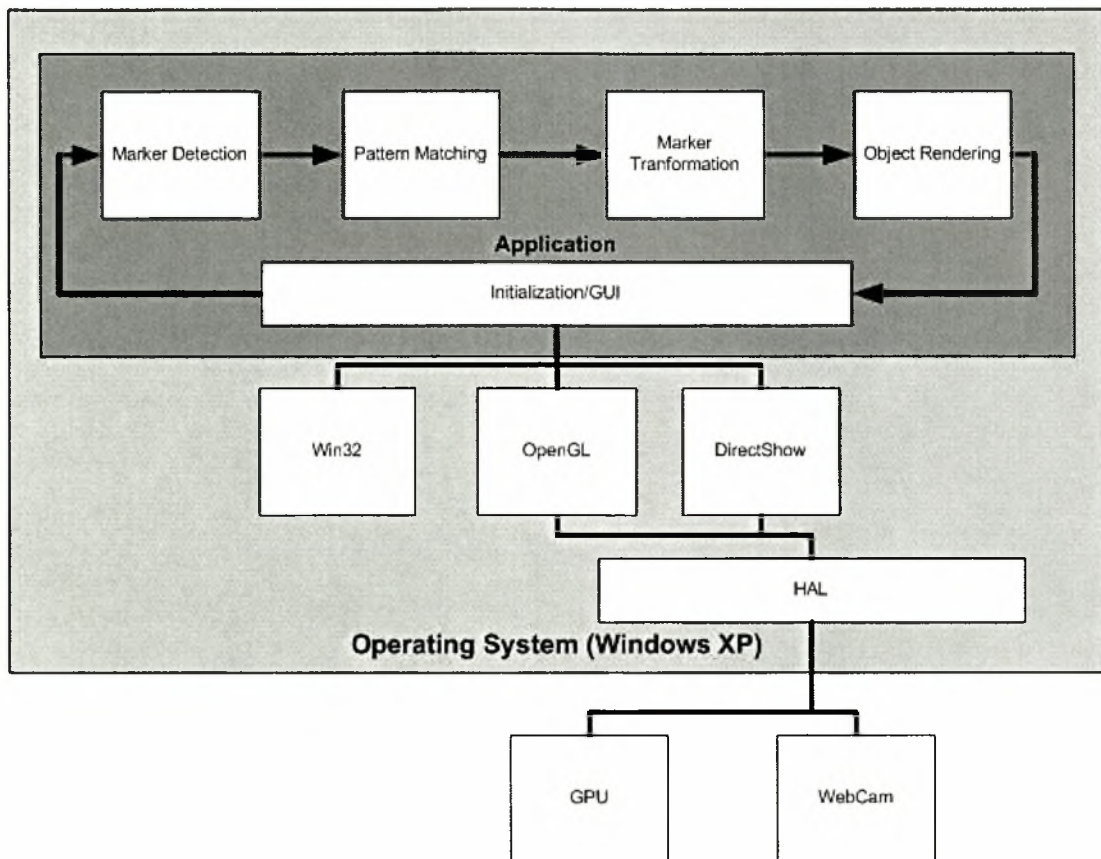 Marker Detection
Pattern Matching
Marker
Tranformation
Object Rendering
Application
Initialization/GUI
Win32
OpenGL
DirectShow
HAL
Operating System (Windows XP)
GPU
WebCam